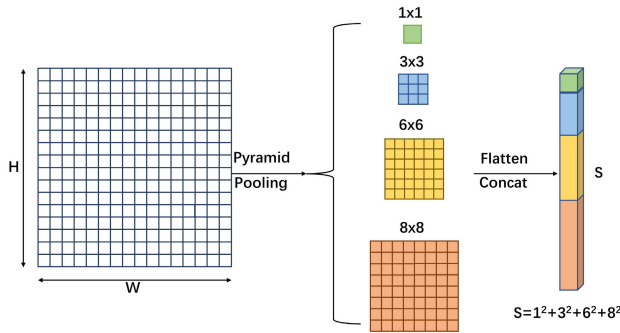 H
W
Pyramid
Pooling
1x1
3x3
6x6
8x8
Flatten
Concat
S
S=1²+3²+6²+8²